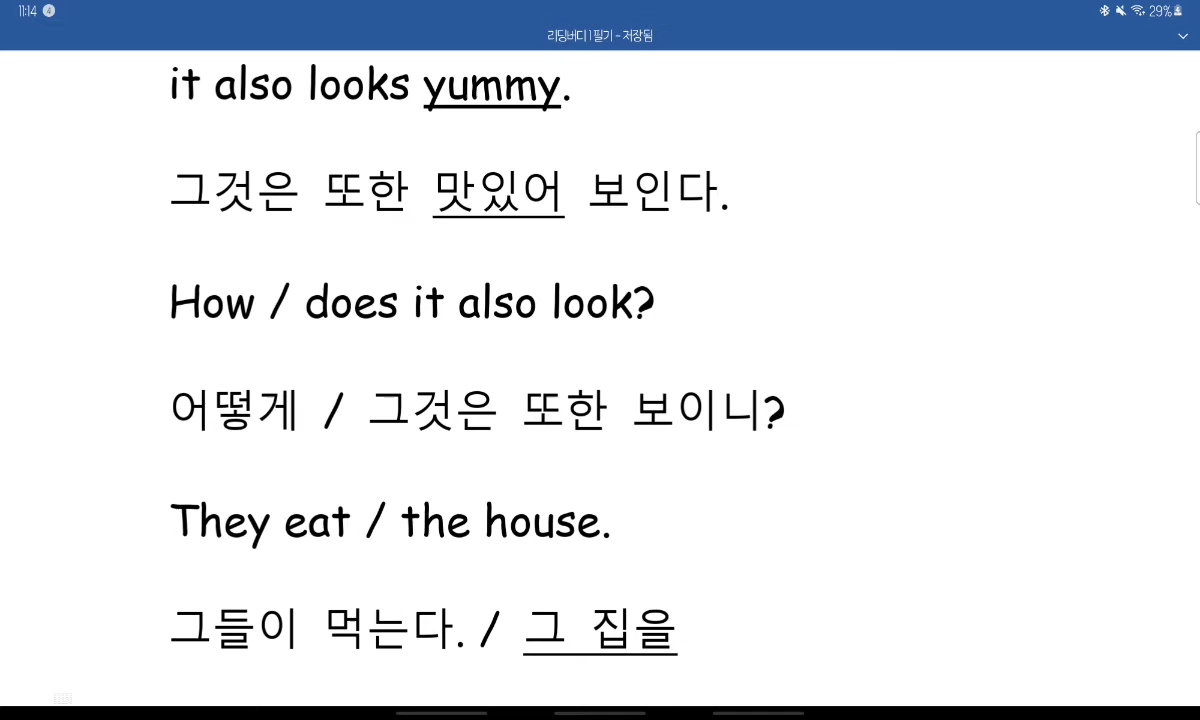 11:14 4 29%
리딩버디 1 필기 - 저장됨
it also looks yummy.
그것은 또한 맛있어 보인다.
How / does it also look?
어떻게 / 그것은 또한 보이니?
They eat / the house.
그들이 먹는다. / 그 집을